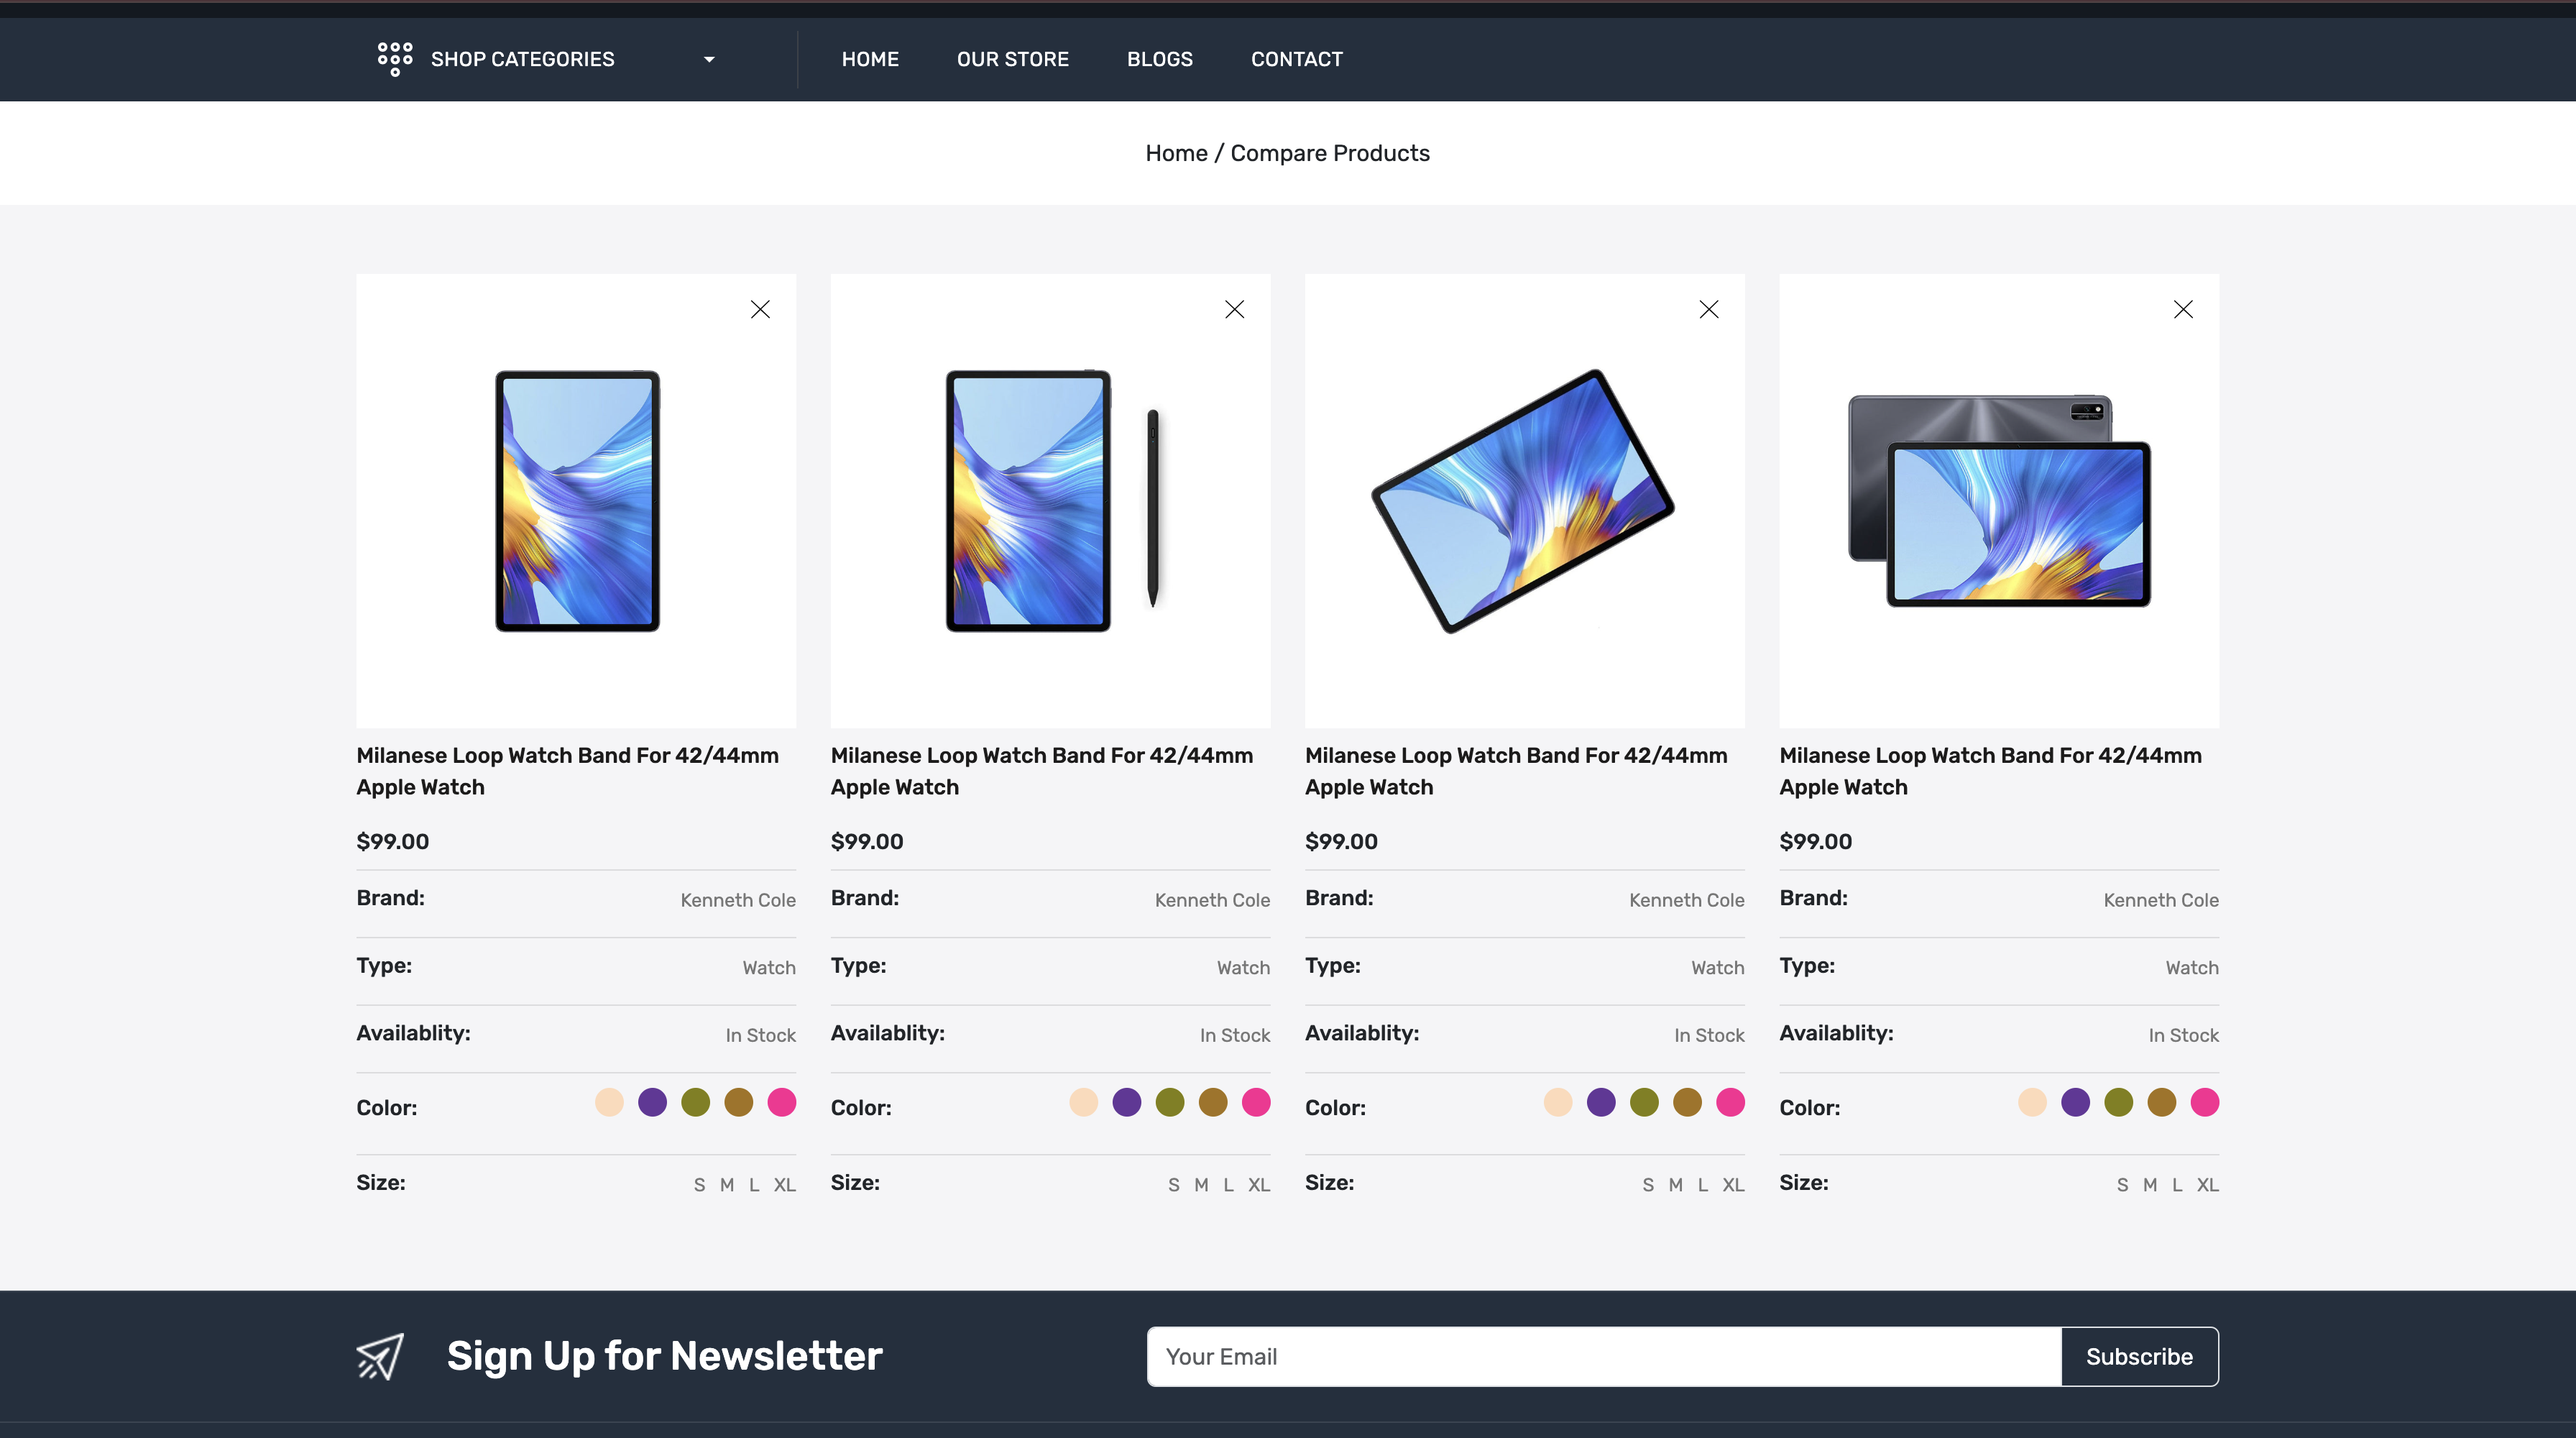 SHOP CATEGORIES
HOME
OUR STORE
BLOGS
CONTACT
Home / Compare Products
Milanese Loop Watch Band For 42/44mm
Apple Watch
$99.00
Brand: Kenneth Cole
Type: Watch
Availablity: In Stock
Color:
Size: S M L XL
Milanese Loop Watch Band For 42/44mm
Apple Watch
$99.00
Brand: Kenneth Cole
Type: Watch
Availablity: In Stock
Color:
Size: S M L XL
Milanese Loop Watch Band For 42/44mm
Apple Watch
$99.00
Brand: Kenneth Cole
Type: Watch
Availablity: In Stock
Color:
Size: S M L XL
Milanese Loop Watch Band For 42/44mm
Apple Watch
$99.00
Brand: Kenneth Cole
Type: Watch
Availablity: In Stock
Color:
Size: S M L XL
Sign Up for Newsletter
Your Email
Subscribe